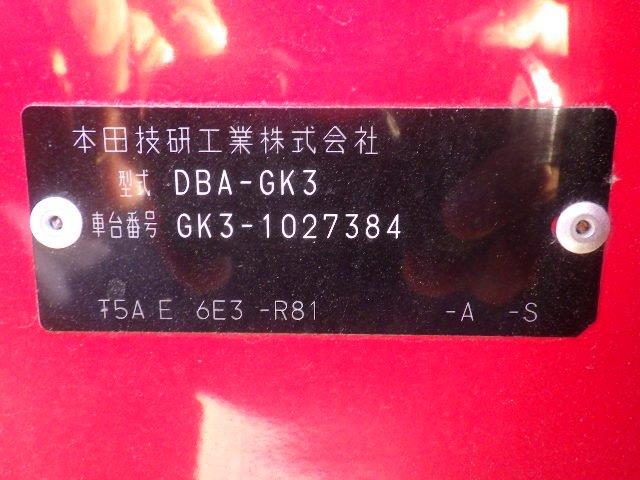 本田技研工業株式会社
型式 DBA-GK3
車台番号 GK3-1027384
T5A E 6E3 -R81 -A -S